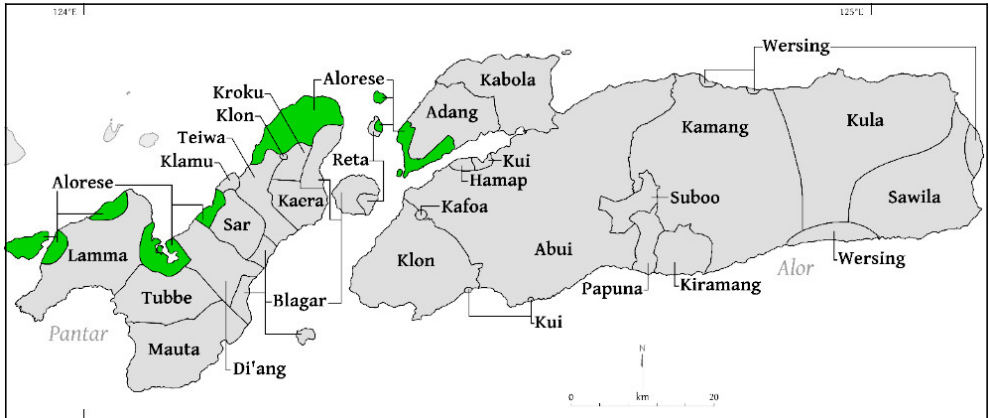 124°E
125°E
Wersing
Alorese
Kabola
Kroku
Klon
Adang
Kamang
Kula
Teiwa
Klamu
Reta
Kui
Hamap
Alorese
Kaera
Suboo
Sawila
Kafoa
Sar
Lamma
Klon
Abui
Wersing
Alor
Papuna
Kiramang
Tubbe
Blagar
Kui
Pantar
Mauta
Di'ang
N
0
km
20